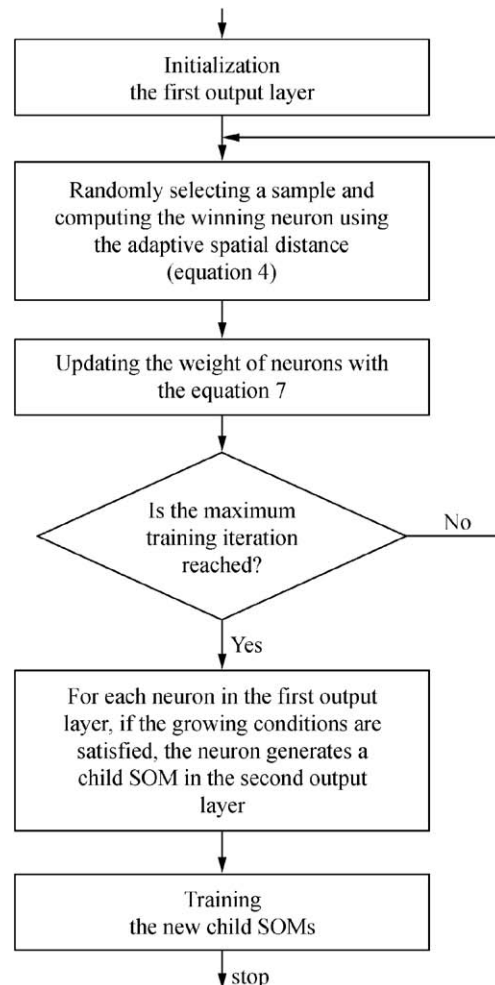 Initialization
the first output layer
Randomly selecting a sample and
computing the winning neuron using
the adaptive spatial distance
(equation 4)
Updating the weight of neurons with
the equation 7
Is the maximum
training iteration
reached?
No
Yes
For each neuron in the first output
layer, if the growing conditions are
satisfied, the neuron generates a
child SOM in the second output
layer
Training
the new child SOMs
stop